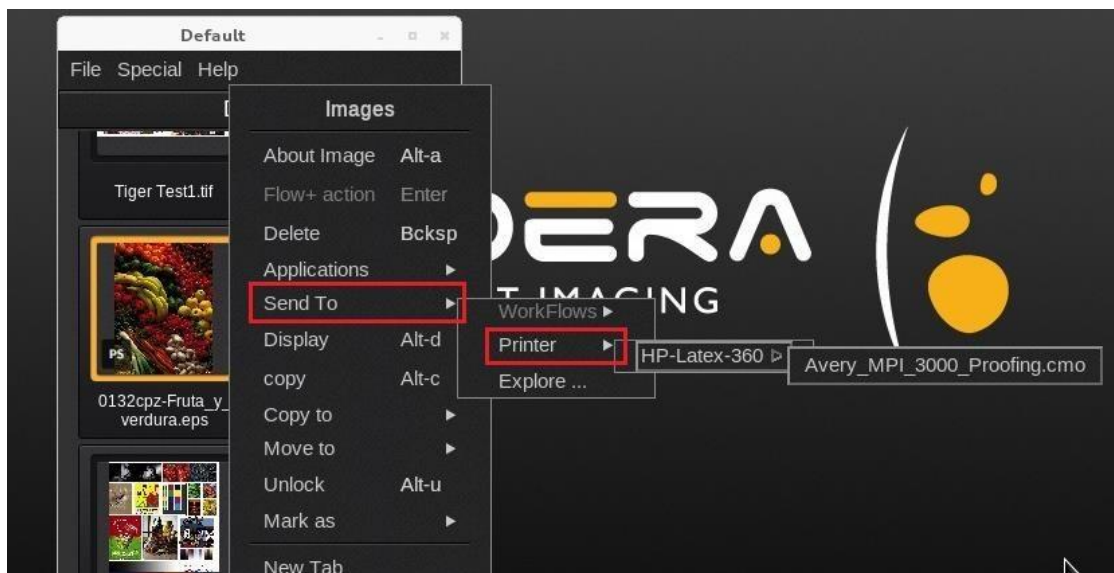 Default
File Special Help
Images
About Image Alt-a
Flow+ action Enter
Delete Bcksp
Applications
Send To
Display Alt-d
copy Alt-c
Copy to
Move to
Unlock Alt-u
Mark as
New Tab
WorkFlows
Printer
Explore ...
HP-Latex-360
Avery_MPI_3000_Proofing.cmo
Tiger Test1.tif
PS
0132cpz-Fruta_y_
verdura.eps
DERA
T IMAGING